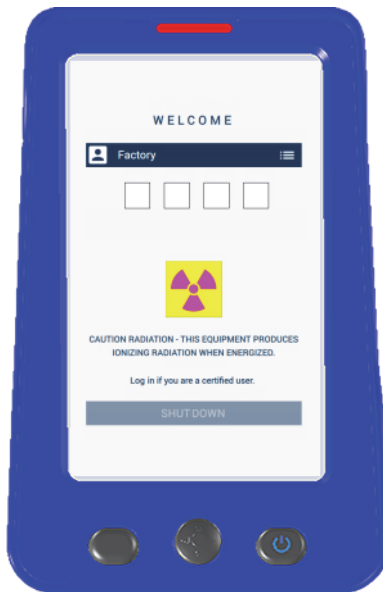 WELCOME
Factory
CAUTION RADIATION - THIS EQUIPMENT PRODUCES
IONIZING RADIATION WHEN ENERGIZED.
Log in if you are a certified user.
SHUT DOWN